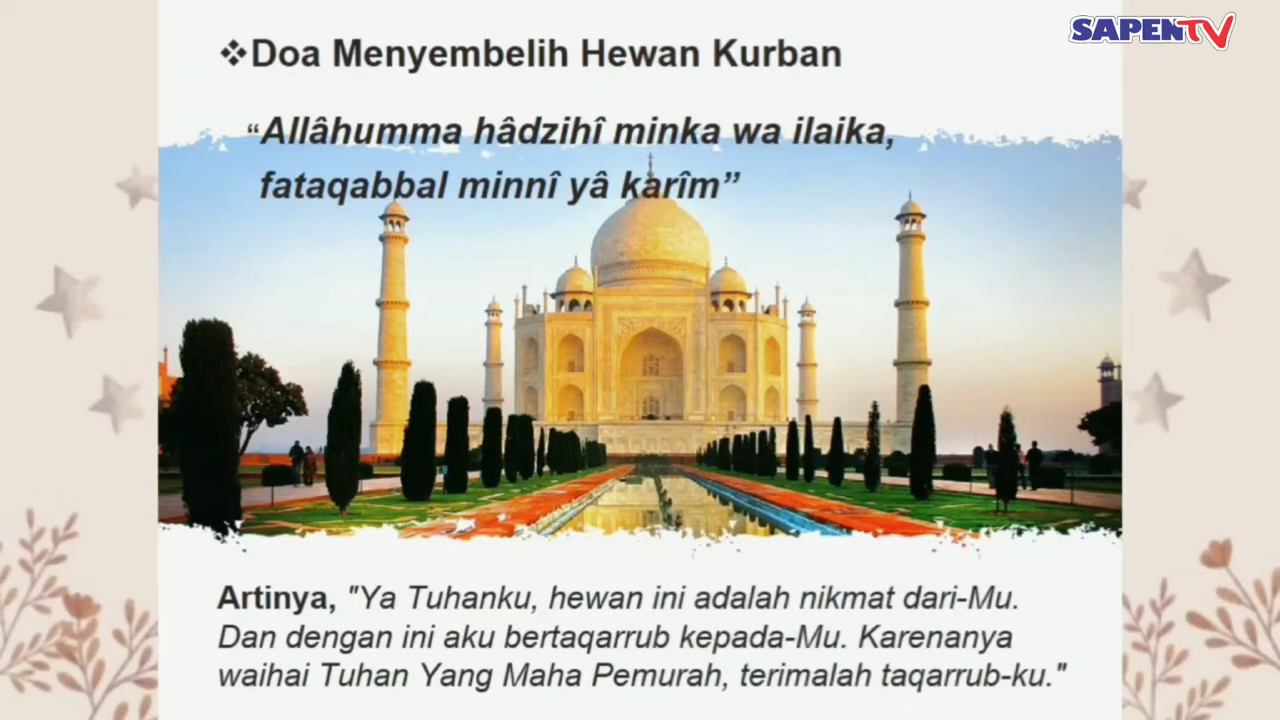 SAPENTV
❖Doa Menyembelih Hewan Kurban
“Allâhumma hâdzihî minka wa ilaika,
fataqabbal minnî yâ karîm”
Artinya, "Ya Tuhanku, hewan ini adalah nikmat dari-Mu.
Dan dengan ini aku bertaqarrub kepada-Mu. Karenanya
waihai Tuhan Yang Maha Pemurah, terimalah taqarrub-ku."